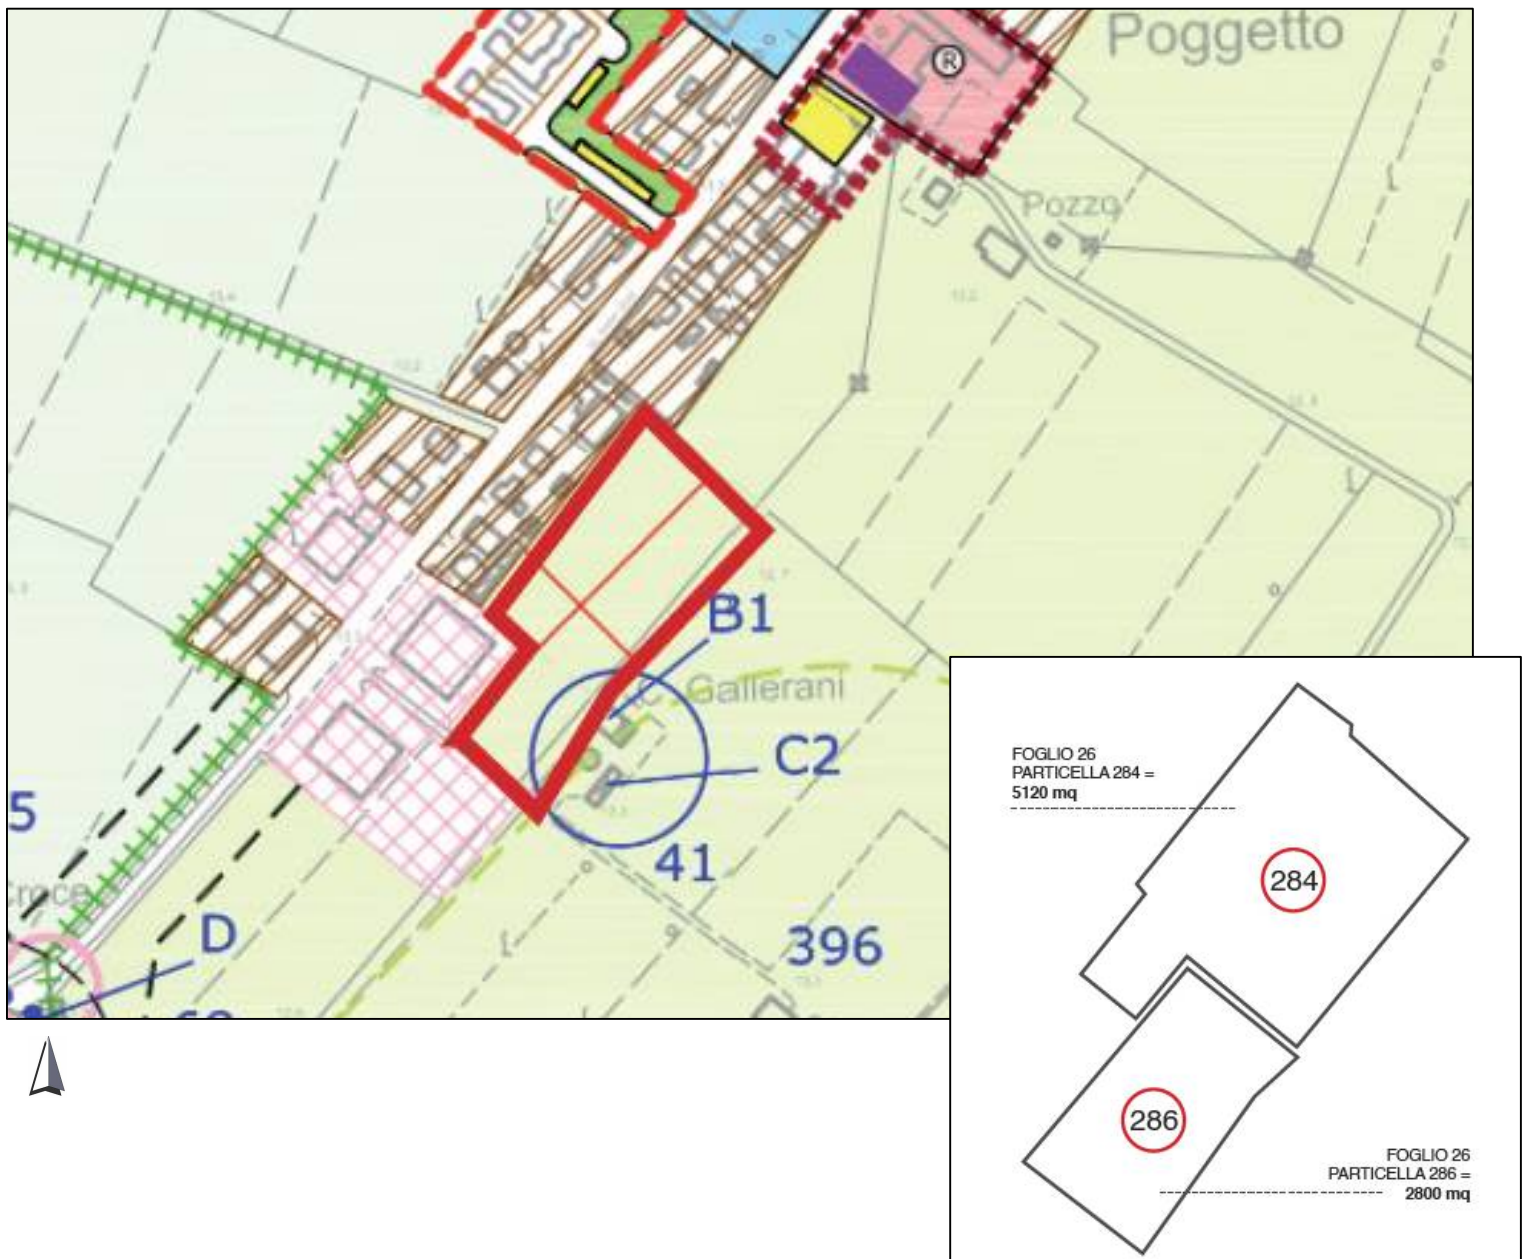 Poggetto
®
Pozzo
B1
C. Gallerani
C2
5
41
Croce
D
396
FOGLIO 26
PARTICELLA 284 =
5120 mq
284
286
FOGLIO 26
PARTICELLA 286 =
2800 mq